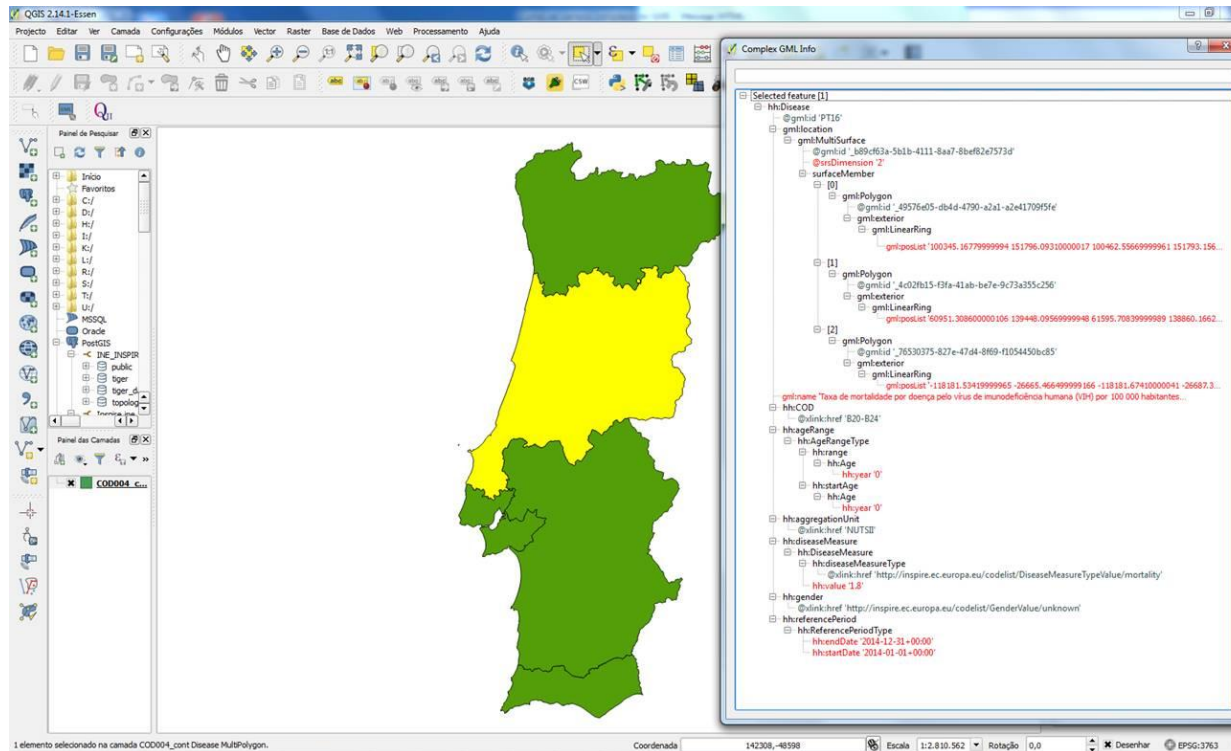 QGIS 2.14.1-Essen
Projecto Editar Ver Camada Configurações Módulos Vector Raster Base de Dados Web Processamento Ajuda
CSW
Painel de Pesquisar
Início
Favoritos
C:/
D:/
H:/
I:/
K:/
L:/
R:/
S:/
T:/
U:/
MSSQL
Oracle
PostGIS
INE_INSPIR
public
tiger
tiger_d
topolog
Painel das Camadas
COD004_c...
Complex GML Info
Selected feature [1]
hh:Disease
@gml:id 'PT16'
gml:location
gml:MultiSurface
@gml:id '_b89cf63a-5b1b-4111-8aa7-8bef82e7573d'
@srsDimension '2'
surfaceMember
[0]
gml:Polygon
@gml:id '_49576e05-db4d-4790-a2a1-a2e41709f5fe'
gml:exterior
gml:LinearRing
gml:posList '100345.16779999994 151796.09310000017 100462.55669999961 151793.156...
[1]
gml:Polygon
@gml:id '_4c02fb15-f3fa-41ab-be7e-9c73a355c256'
gml:exterior
gml:LinearRing
gml:posList '60951.308600000106 139448.09569999948 61595.70839999989 138860.1662...
[2]
gml:Polygon
@gml:id '_76530375-827e-47d4-8f69-f1054450bc85'
gml:exterior
gml:LinearRing
gml:posList '-118181.53419999965 -26665.466499999166 -118181.67410000041 -26687.3...
gml:name 'Taxa de mortalidade por doença pelo vírus de imunodeficiência humana (VIH) por 100 000 habitantes...
hh:COD
@xlink:href 'B20-B24'
hh:ageRange
hh:AgeRangeType
hh:range
hh:Age
hh:year '0'
hh:startAge
hh:Age
hh:year '0'
hh:aggregationUnit
@xlink:href 'NUTSII'
hh:diseaseMeasure
hh:DiseaseMeasure
hh:diseaseMeasureType
@xlink:href 'http://inspire.ec.europa.eu/codelist/DiseaseMeasureTypeValue/mortality'
hh:value '1.8'
hh:gender
@xlink:href 'http://inspire.ec.europa.eu/codelist/GenderValue/unknown'
hh:referencePeriod
hh:ReferencePeriodType
hh:endDate '2014-12-31+00:00'
hh:startDate '2014-01-01+00:00'
1 elemento selecionado na camada COD004_cont Disease MultiPolygon.
Coordenada 142308,-48598 Escala 1:2.810.562 Rotação 0,0 Desenhar EPSG:3763